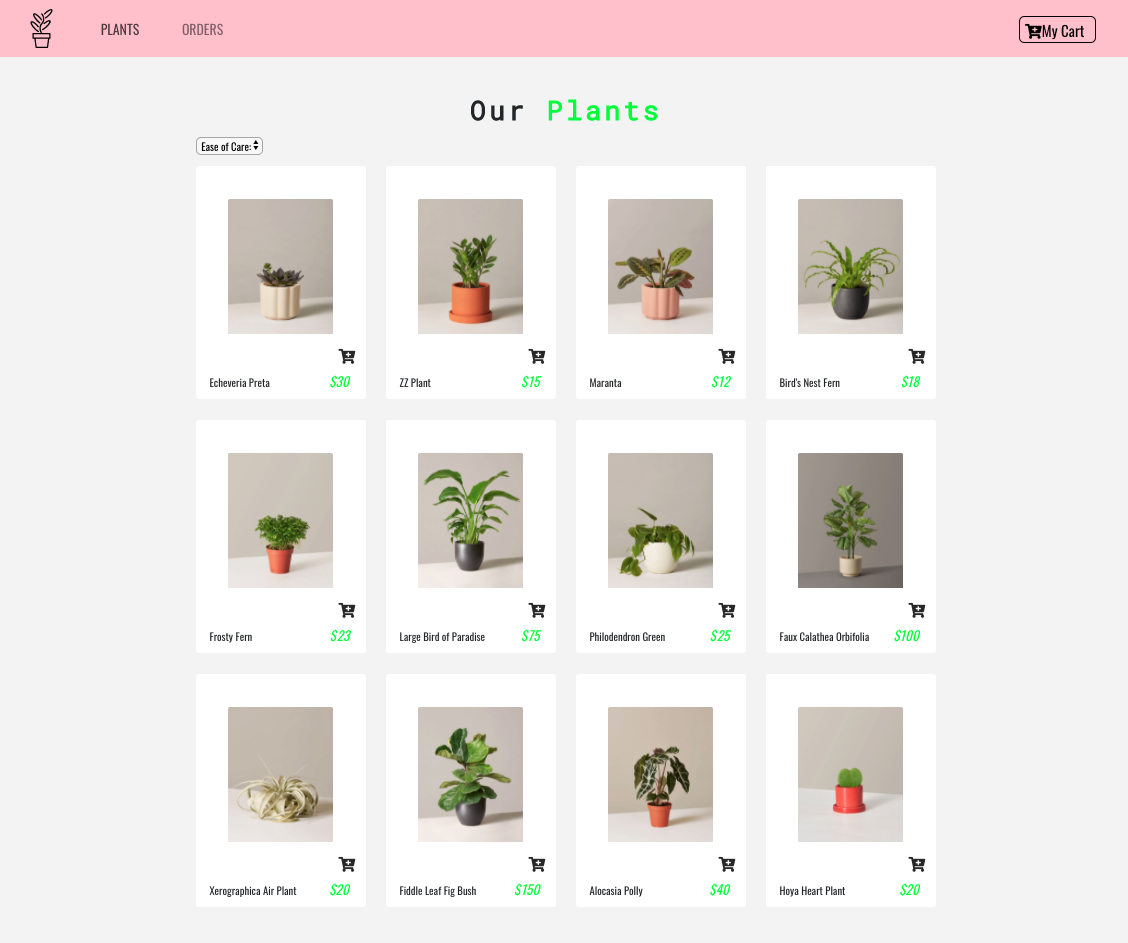 PLANTS ORDERS My Cart
Our Plants
Ease of Care:
Echeveria Preta $30
ZZ Plant $15
Maranta $12
Bird's Nest Fern $18
Frosty Fern $23
Large Bird of Paradise $75
Philodendron Green $25
Faux Calathea Orbifolia $100
Xerographica Air Plant $20
Fiddle Leaf Fig Bush $150
Alocasia Polly $40
Hoya Heart Plant $20